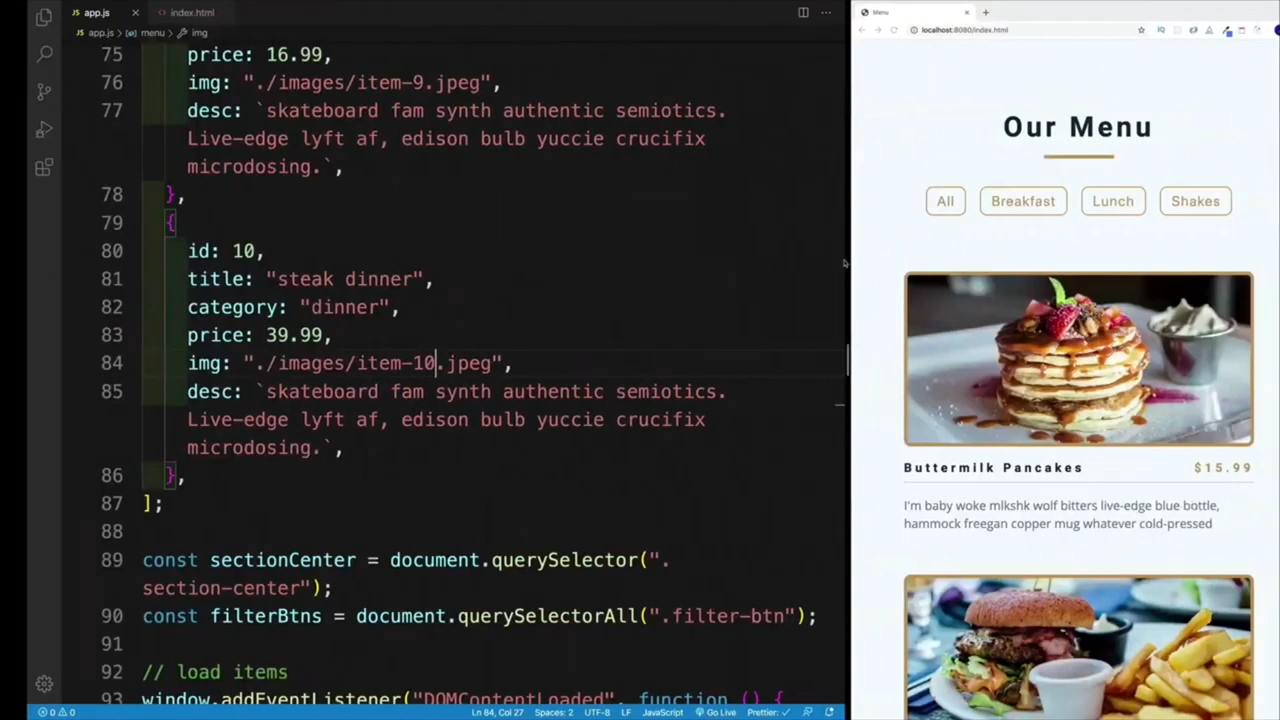 app.js
index.html
app.js > menu > img
75 price: 16.99,
76 img: "./images/item-9.jpeg",
77 desc: `skateboard fam synth authentic semiotics.
Live-edge lyft af, edison bulb yuccie crucifix
microdosing.`,
78 },
79 {
80 id: 10,
81 title: "steak dinner",
82 category: "dinner",
83 price: 39.99,
84 img: "./images/item-10.jpeg",
85 desc: `skateboard fam synth authentic semiotics.
Live-edge lyft af, edison bulb yuccie crucifix
microdosing.`,
86 },
87 ];
88
89 const sectionCenter = document.querySelector(".
section-center");
90 const filterBtns = document.querySelectorAll(".filter-btn");
91
92 // load items
93 window.addEventListener("DOMContentLoaded", function () {
0 0
Ln 84, Col 27
Spaces: 2
UTF-8
LF
JavaScript
Go Live
Prettier: ✓
Menu
localhost:8080/index.html
Our Menu
All
Breakfast
Lunch
Shakes
Buttermilk Pancakes $15.99
I'm baby woke mlkshk wolf bitters live-edge blue bottle,
hammock freegan copper mug whatever cold-pressed